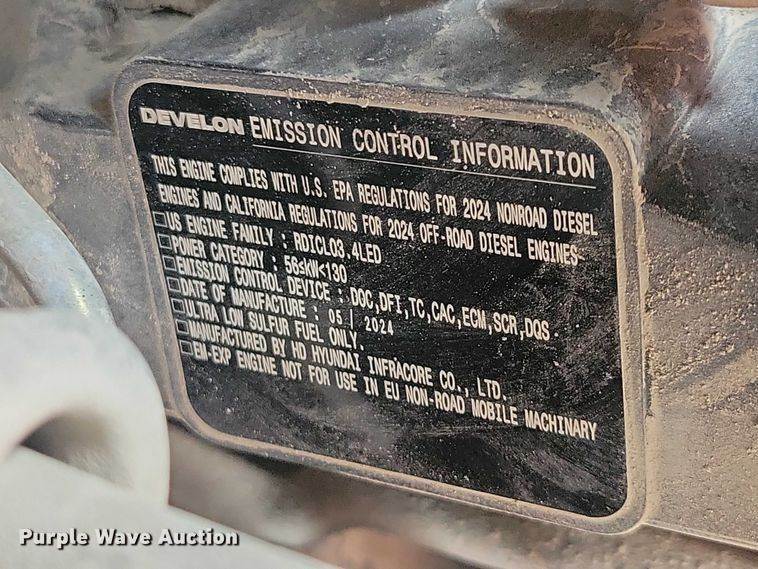 DEVELON EMISSION CONTROL INFORMATION
THIS ENGINE COMPLIES WITH U.S. EPA REGULATIONS FOR 2024 NONROAD DIESEL
ENGINES AND CALIFORNIA REGULATIONS FOR 2024 OFF-ROAD DIESEL ENGINES
□US ENGINE FAMILY : RDICL03.4LED
□POWER CATEGORY : 56≤kW<130
□EMISSION CONTROL DEVICE : DOC,DFI,TC,CAC,ECM,SCR,DQS
□DATE OF MANUFACTURE : 05 | 2024
□ULTRA LOW SULFUR FUEL ONLY.
□MANUFACTURED BY HD HYUNDAI INFRACORE CO., LTD.
□EM-EXP ENGINE NOT FOR USE IN EU NON-ROAD MOBILE MACHINARY
Purple Wave Auction